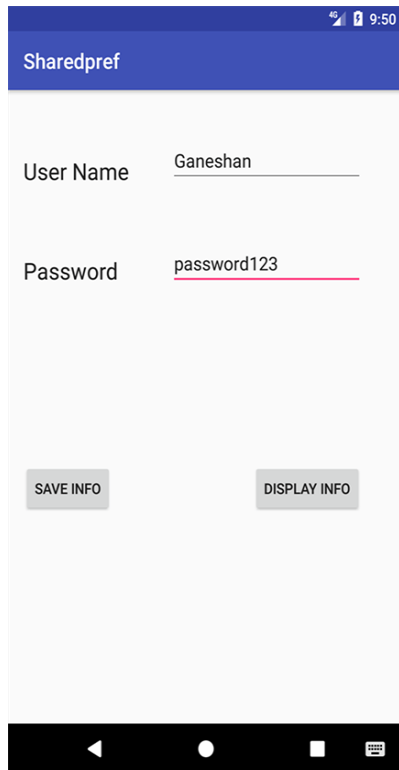 4G 9:50
Sharedpref
User Name Ganeshan
Password password123
SAVE INFO DISPLAY INFO